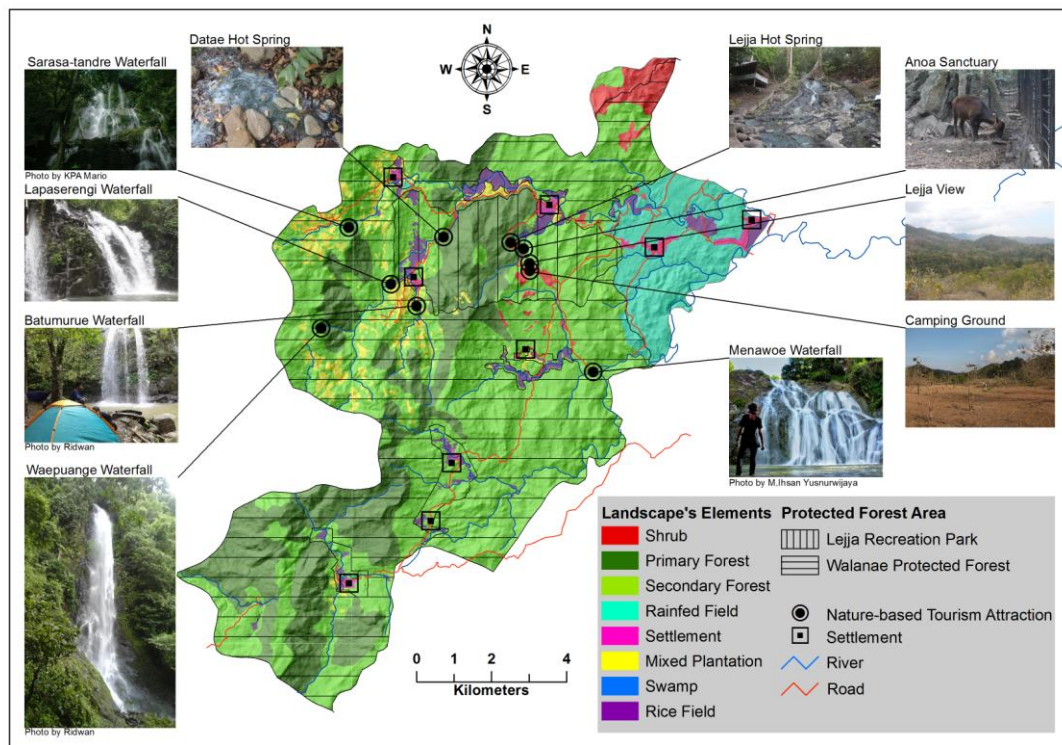 Datae Hot Spring
N
W E
S
Lejja Hot Spring
Sarasa-tandre Waterfall
Anoa Sanctuary
Photo by KPA Mario
Lapaserengi Waterfall
Lejja View
Batumurue Waterfall
Camping Ground
Menawoe Waterfall
Photo by Ridwan
Waepuange Waterfall
Photo by M.Ihsan Yusnurwijaya
Landscape's Elements
Shrub
Primary Forest
Secondary Forest
Rainfed Field
Settlement
Mixed Plantation
Swamp
Rice Field
Protected Forest Area
Lejja Recreation Park
Walanae Protected Forest
Nature-based Tourism Attraction
Settlement
River
Road
0 2 4
Kilometers
Photo by Ridwan